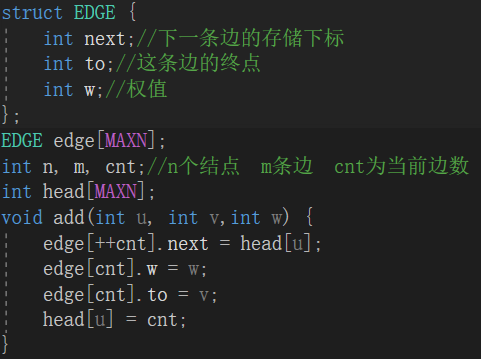 struct EDGE {
int next;//下一条边的存储下标
int to;//这条边的终点
int w;//权值
};
EDGE edge[MAXN];
int n, m, cnt;//n个结点  m条边  cnt为当前边数
int head[MAXN];
void add(int u, int v,int w) {
edge[++cnt].next = head[u];
edge[cnt].w = w;
edge[cnt].to = v;
head[u] = cnt;
}